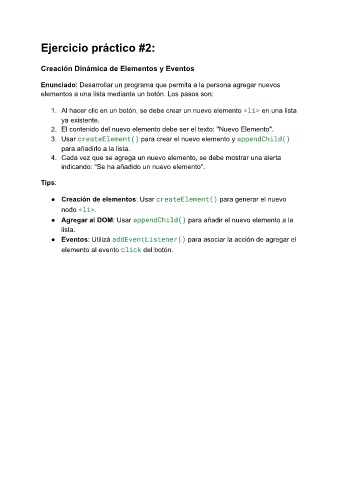 Ejercicio práctico #2:
Creación Dinámica de Elementos y Eventos
Enunciado: Desarrollar un programa que permita a la persona agregar nuevos
elementos a una lista mediante un botón. Los pasos son:
1. Al hacer clic en un botón, se debe crear un nuevo elemento <li> en una lista
ya existente.
2. El contenido del nuevo elemento debe ser el texto: "Nuevo Elemento".
3. Usar createElement() para crear el nuevo elemento y appendChild()
para añadirlo a la lista.
4. Cada vez que se agrega un nuevo elemento, se debe mostrar una alerta
indicando: "Se ha añadido un nuevo elemento".
Tips:
● Creación de elementos: Usar createElement() para generar el nuevo
nodo <li>.
● Agregar al DOM: Usar appendChild() para añadir el nuevo elemento a la
lista.
● Eventos: Utilizá addEventListener() para asociar la acción de agregar el
elemento al evento click del botón.